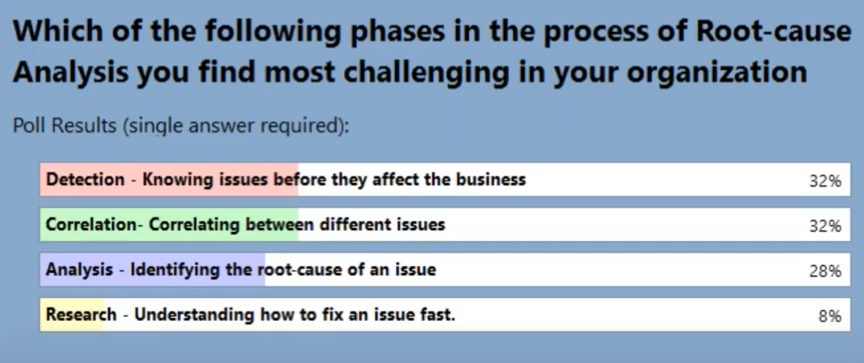 Which of the following phases in the process of Root-cause
Analysis you find most challenging in your organization
Poll Results (single answer required):
Detection - Knowing issues before they affect the business 32%
Correlation- Correlating between different issues 32%
Analysis - Identifying the root-cause of an issue 28%
Research - Understanding how to fix an issue fast. 8%